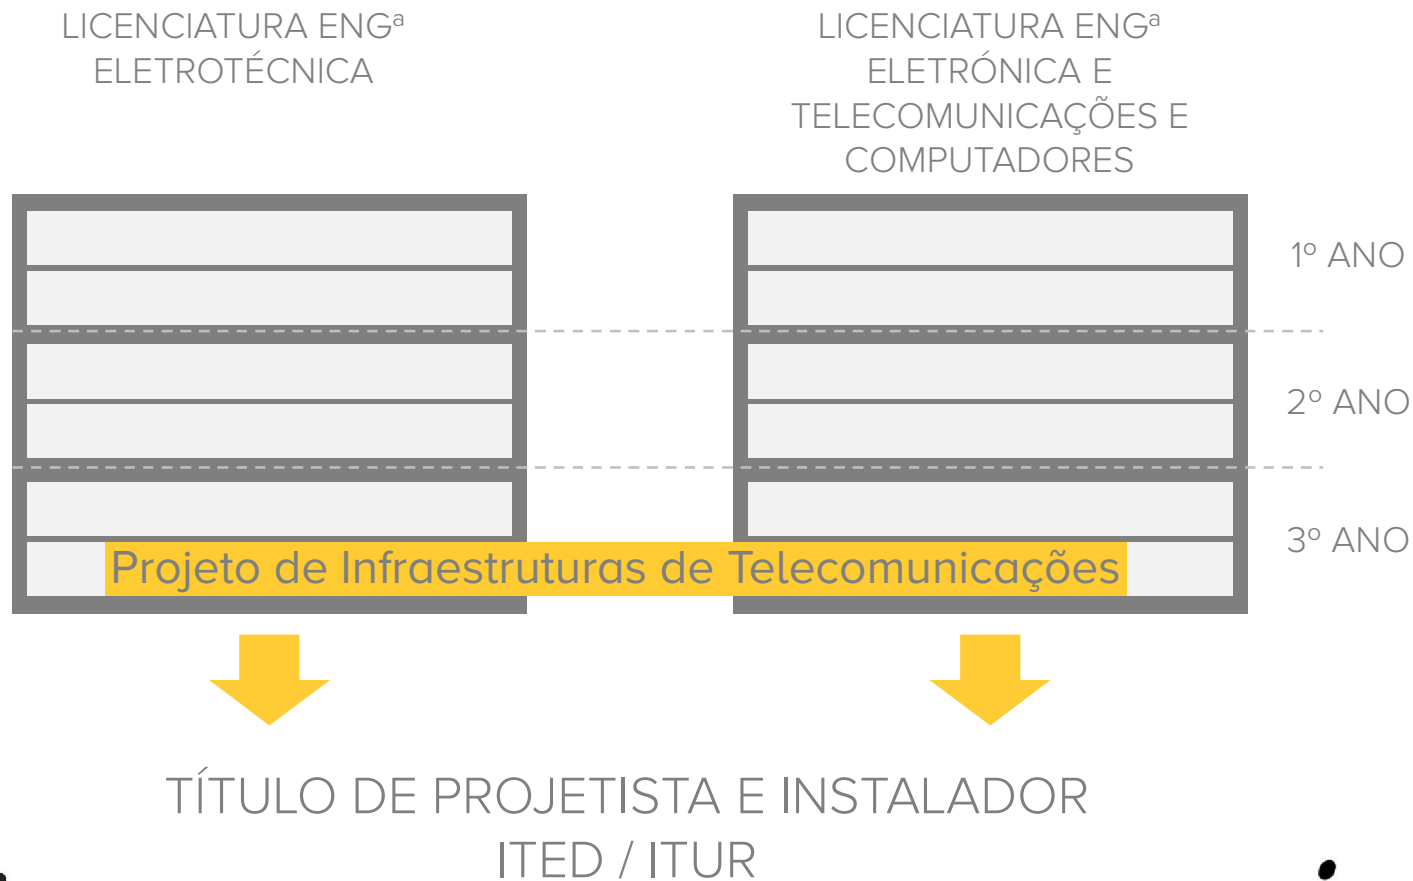 LICENCIATURA ENGª
ELETROTÉCNICA
LICENCIATURA ENGª
ELETRÓNICA E
TELECOMUNICAÇÕES E
COMPUTADORES
1º ANO
2º ANO
3º ANO
Projeto de Infraestruturas de Telecomunicações
TÍTULO DE PROJETISTA E INSTALADOR
ITED / ITUR